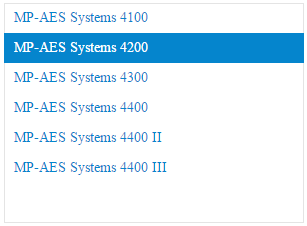 MP-AES Systems 4100
MP-AES Systems 4200
MP-AES Systems 4300
MP-AES Systems 4400
MP-AES Systems 4400 II
MP-AES Systems 4400 III